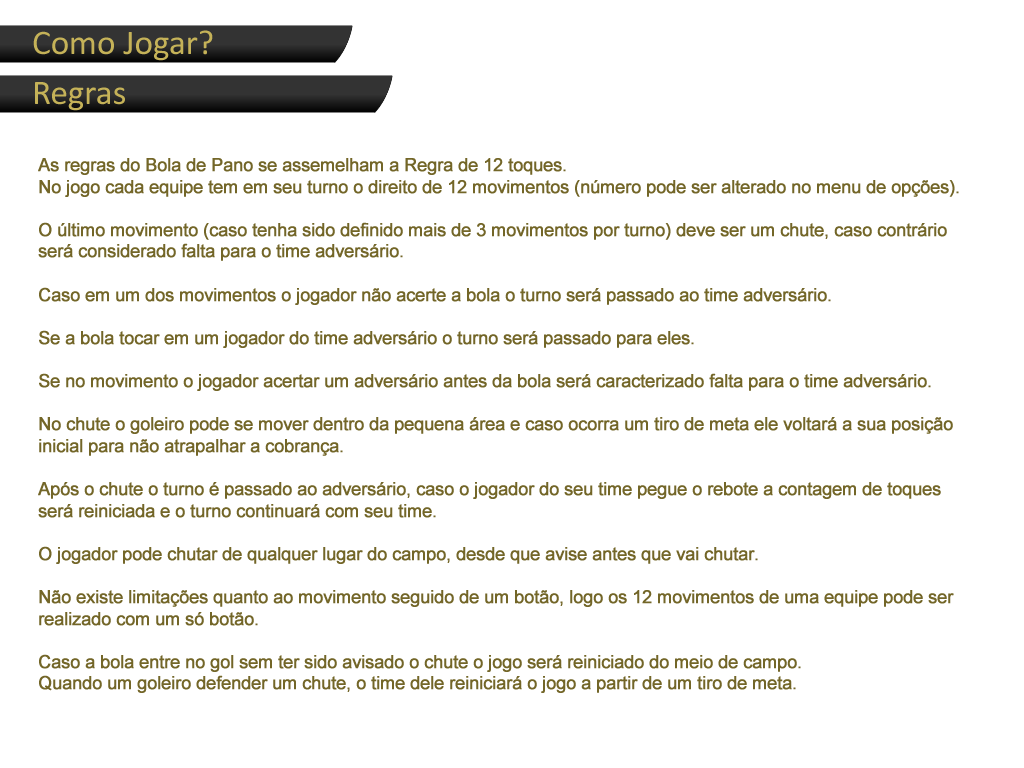 Como Jogar?
Regras
As regras do Bola de Pano se assemelham a Regra de 12 toques.
No jogo cada equipe tem em seu turno o direito de 12 movimentos (número pode ser alterado no menu de opções).
O último movimento (caso tenha sido definido mais de 3 movimentos por turno) deve ser um chute, caso contrário
será considerado falta para o time adversário.
Caso em um dos movimentos o jogador não acerte a bola o turno será passado ao time adversário.
Se a bola tocar em um jogador do time adversário o turno será passado para eles.
Se no movimento o jogador acertar um adversário antes da bola será caracterizado falta para o time adversário.
No chute o goleiro pode se mover dentro da pequena área e caso ocorra um tiro de meta ele voltará a sua posição
inicial para não atrapalhar a cobrança.
Após o chute o turno é passado ao adversário, caso o jogador do seu time pegue o rebote a contagem de toques
será reiniciada e o turno continuará com seu time.
O jogador pode chutar de qualquer lugar do campo, desde que avise antes que vai chutar.
Não existe limitações quanto ao movimento seguido de um botão, logo os 12 movimentos de uma equipe pode ser
realizado com um só botão.
Caso a bola entre no gol sem ter sido avisado o chute o jogo será reiniciado do meio de campo.
Quando um goleiro defender um chute, o time dele reiniciará o jogo a partir de um tiro de meta.